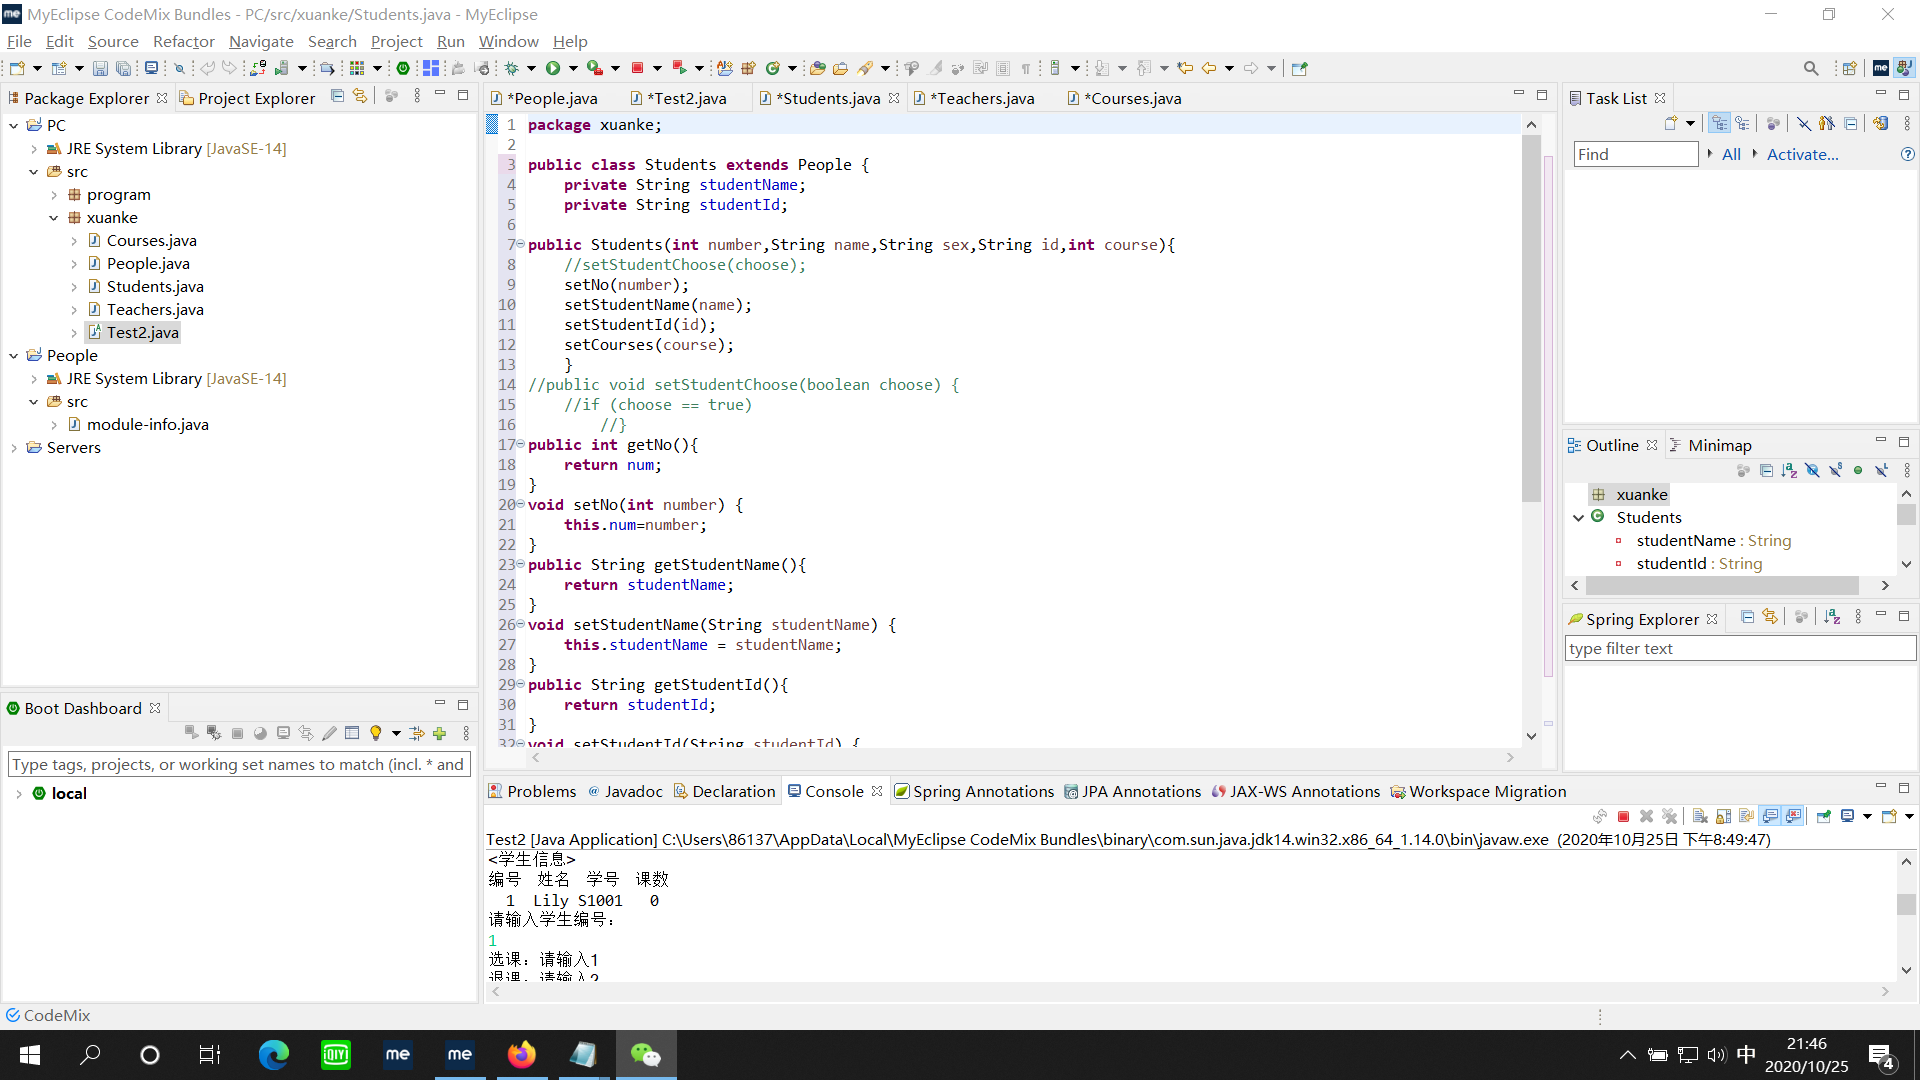 MyEclipse CodeMix Bundles - PC/src/xuanke/Students.java - MyEclipse
File Edit Source Refactor Navigate Search Project Run Window Help
Package Explorer Project Explorer
PC
JRE System Library [JavaSE-14]
src
program
xuanke
Courses.java
People.java
Students.java
Teachers.java
Test2.java
People
JRE System Library [JavaSE-14]
src
module-info.java
Servers
Boot Dashboard
Type tags, projects, or working set names to match (incl. * and
local
*People.java *Test2.java *Students.java *Teachers.java *Courses.java
1 package xuanke;
2
3 public class Students extends People {
4 private String studentName;
5 private String studentId;
6
7 public Students(int number,String name,String sex,String id,int course){
8 //setStudentChoose(choose);
9 setNo(number);
10 setStudentName(name);
11 setStudentId(id);
12 setCourses(course);
13 }
14 //public void setStudentChoose(boolean choose) {
15 //if (choose == true)
16 //}
17 public int getNo(){
18 return num;
19 }
20 void setNo(int number) {
21 this.num=number;
22 }
23 public String getStudentName(){
24 return studentName;
25 }
26 void setStudentName(String studentName) {
27 this.studentName = studentName;
28 }
29 public String getStudentId(){
30 return studentId;
31 }
32 void setStudentId(String studentId) {
Task List
Find All Activate...
Outline Minimap
xuanke
Students
studentName : String
studentId : String
Spring Explorer
type filter text
Problems Javadoc Declaration Console Spring Annotations JPA Annotations JAX-WS Annotations Workspace Migration
Test2 [Java Application] C:\Users\86137\AppData\Local\MyEclipse CodeMix Bundles\binary\com.sun.java.jdk14.win32.x86_64_1.14.0\bin\javaw.exe (2020年10月25日 下午8:49:47)
<学生信息>
编号 姓名 学号 课数
1 Lily S1001 0
请输入学生编号:
1
选课: 请输入1
退课: 请输入2
CodeMix
QIY
me
me
中
21:46
2020/10/25
4